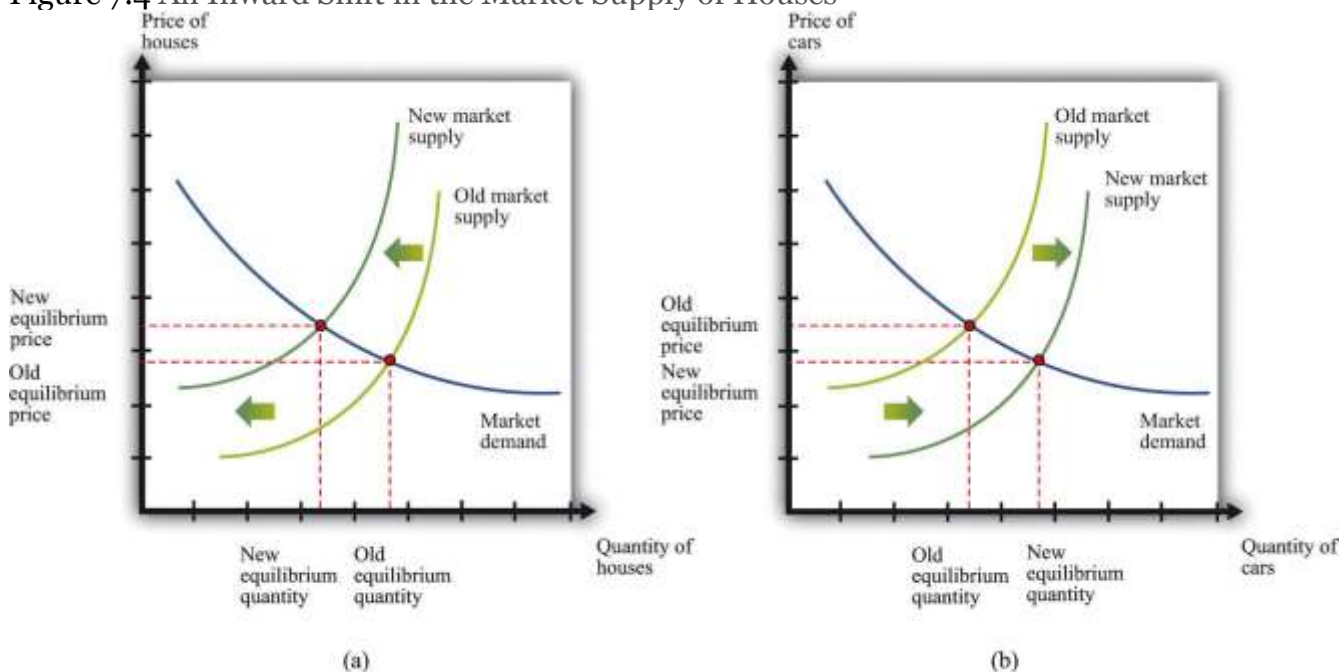 Figure 7.4 An Inward Shift in the Market Supply of Houses
Price of
houses
New market
supply
Old market
supply
New
equilibrium
price
Old
equilibrium
price
Market
demand
New
equilibrium
quantity
Old
equilibrium
quantity
Quantity of
houses
(a)
Price of
cars
Old market
supply
New market
supply
Old
equilibrium
price
New
equilibrium
price
Market
demand
Old
equilibrium
quantity
New
equilibrium
quantity
Quantity of
cars
(b)